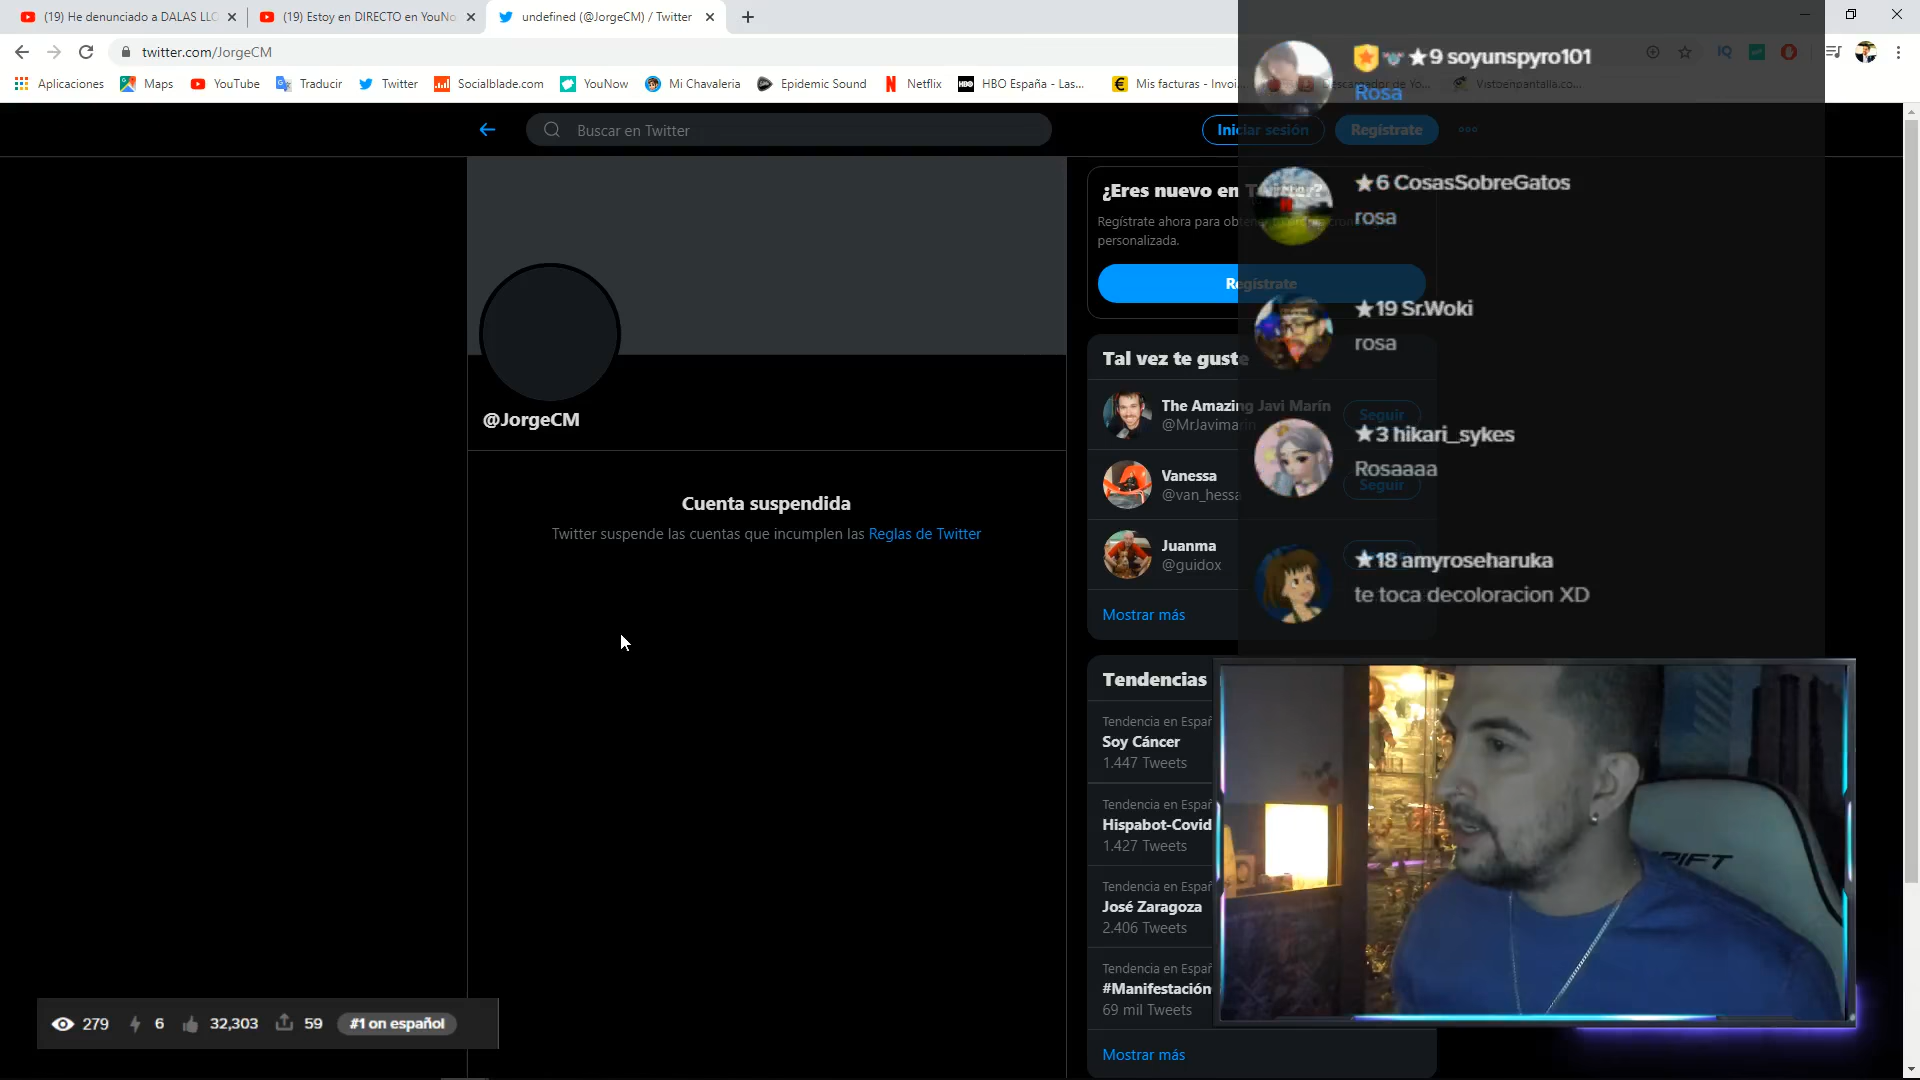 (19) He denunciado a DALAS LLO
(19) Estoy en DIRECTO en YouNo
undefined (@JorgeCM) / Twitter
twitter.com/JorgeCM
Aplicaciones
Maps
YouTube
Traducir
Twitter
Socialblade.com
YouNow
Mi Chavaleria
Epidemic Sound
Netflix
HBO España - Las...
Mis facturas - Invoi...
Descargador de Yo...
Vistoenpantalla.co...
Buscar en Twitter
Iniciar sesión
Regístrate
@JorgeCM
Cuenta suspendida
Twitter suspende las cuentas que incumplen las Reglas de Twitter
¿Eres nuevo en Twitter?
Regístrate ahora para
personalizada.
Regístrate
Tal vez te guste
The Amazing Javi Marín
@MrJavimarin
Seguir
Vanessa
@van_hessa
Seguir
Juanma
@guidox
Mostrar más
Tendencias
Tendencia en Españ
Soy Cáncer
1.447 Tweets
Tendencia en Españ
Hispabot-Covid
1.427 Tweets
Tendencia en Españ
José Zaragoza
2.406 Tweets
Tendencia en Españ
#Manifestación
69 mil Tweets
Mostrar más
★9 soyunspyro101
Rosa
★6 CosasSobreGatos
rosa
★19 Sr.Woki
rosa
★3 hikari_sykes
Rosaaaa
★18 amyroseharuka
te toca decoloracion XD
279
6
32,303
59
#1 on español